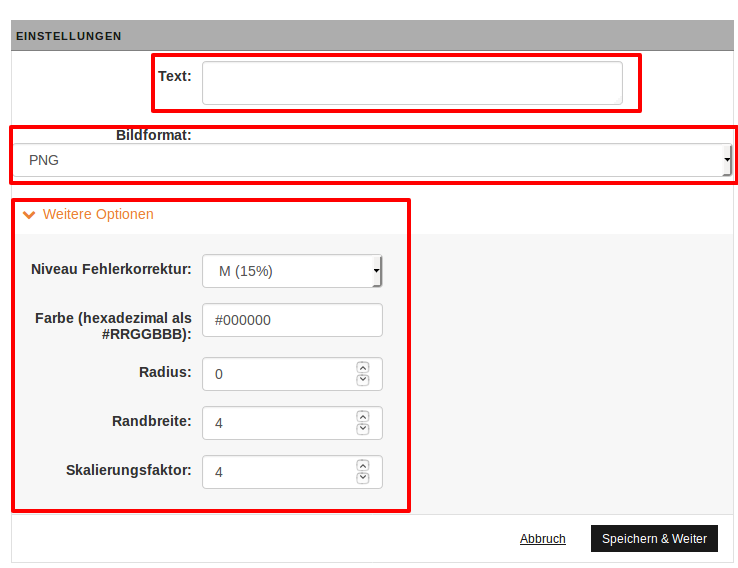 EINSTELLUNGEN
Text:
Bildformat:
PNG
Weitere Optionen
Niveau Fehlerkorrektur: M (15%)
Farbe (hexadezimal als
#RRGGBBB): #000000
Radius: 0
Randbreite: 4
Skalierungsfaktor: 4
Abbruch Speichern & Weiter